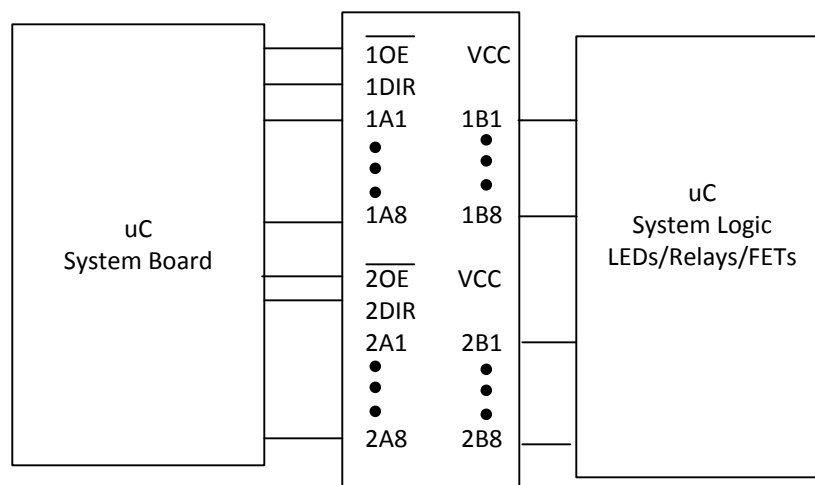 uC
System Board
1OE VCC
1DIR
1A1 1B1
1A8 1B8
2OE VCC
2DIR
2A1 2B1
2A8 2B8
uC
System Logic
LEDs/Relays/FETs